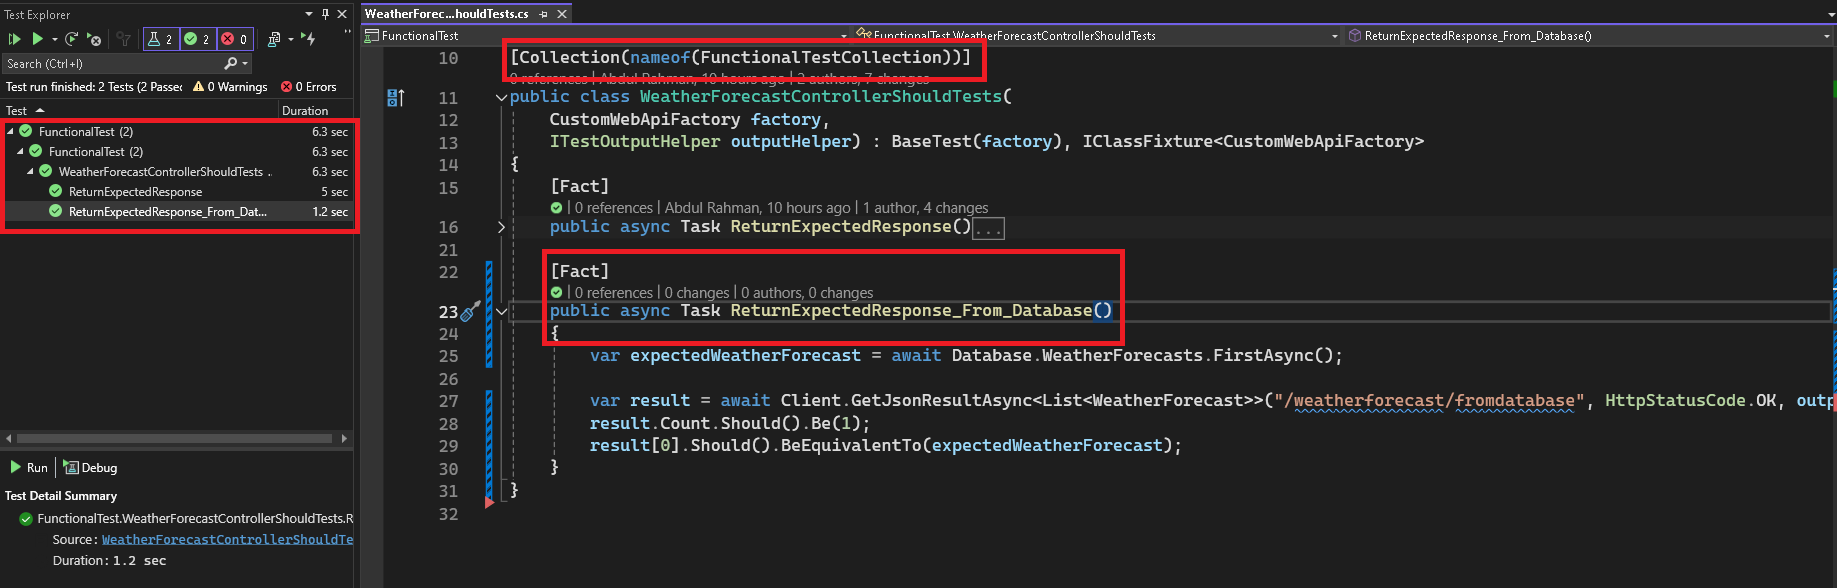 Test Explorer
2 2 0
Search (Ctrl+I)
Test run finished: 2 Tests (2 Passec 0 Warnings 0 Errors
Test Duration
FunctionalTest (2) 6.3 sec
FunctionalTest (2) 6.3 sec
WeatherForecastControllerShouldTests .. 6.3 sec
ReturnExpectedResponse 5 sec
ReturnExpectedResponse_From_Dat... 1.2 sec
Run Debug
Test Detail Summary
FunctionalTest.WeatherForecastControllerShouldTests.R
Source: WeatherForecastControllerShouldTe
Duration: 1.2 sec
WeatherForec...houldTests.cs
FunctionalTest FunctionalTest.WeatherForecastControllerShouldTests ReturnExpectedResponse_From_Database()
10 [Collection(nameof(FunctionalTestCollection))]
0 references | Abdul Rahman, 10 hours ago | 2 authors, 7 changes
11 public class WeatherForecastControllerShouldTests(
12 CustomWebApiFactory factory,
13 ITestOutputHelper outputHelper) : BaseTest(factory), IClassFixture<CustomWebApiFactory>
14 {
15 [Fact]
| 0 references | Abdul Rahman, 10 hours ago | 1 author, 4 changes
16 public async Task ReturnExpectedResponse()...
21
22 [Fact]
| 0 references | 0 changes | 0 authors, 0 changes
23 public async Task ReturnExpectedResponse_From_Database()
24 {
25 var expectedWeatherForecast = await Database.WeatherForecasts.FirstAsync();
26
27 var result = await Client.GetJsonResultAsync<List<WeatherForecast>>("/weatherforecast/fromdatabase", HttpStatusCode.OK, outp
28 result.Count.Should().Be(1);
29 result[0].Should().BeEquivalentTo(expectedWeatherForecast);
30 }
31 }
32